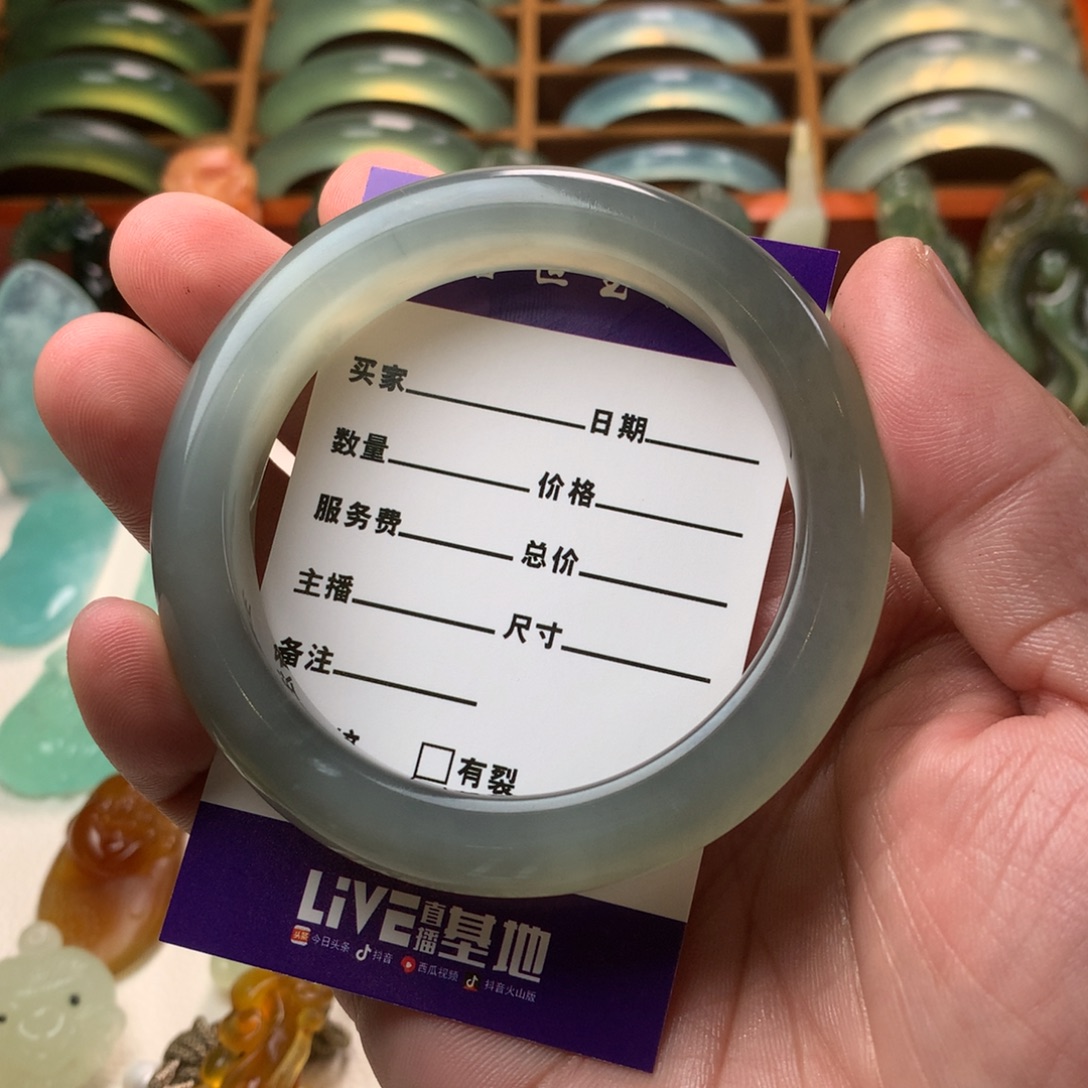 买家 日期
数量 价格
服务费 总价
主播 尺寸
备注
□有裂
LiVE直播基地
头条 今日头条 抖音 西瓜视频 抖音火山版